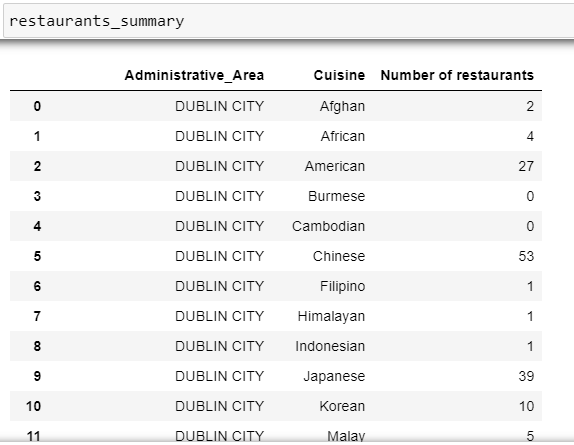 restaurants_summary
Administrative_Area Cuisine Number of restaurants
0 DUBLIN CITY Afghan 2
1 DUBLIN CITY African 4
2 DUBLIN CITY American 27
3 DUBLIN CITY Burmese 0
4 DUBLIN CITY Cambodian 0
5 DUBLIN CITY Chinese 53
6 DUBLIN CITY Filipino 1
7 DUBLIN CITY Himalayan 1
8 DUBLIN CITY Indonesian 1
9 DUBLIN CITY Japanese 39
10 DUBLIN CITY Korean 10
11 DUBLIN CITY Malay 5